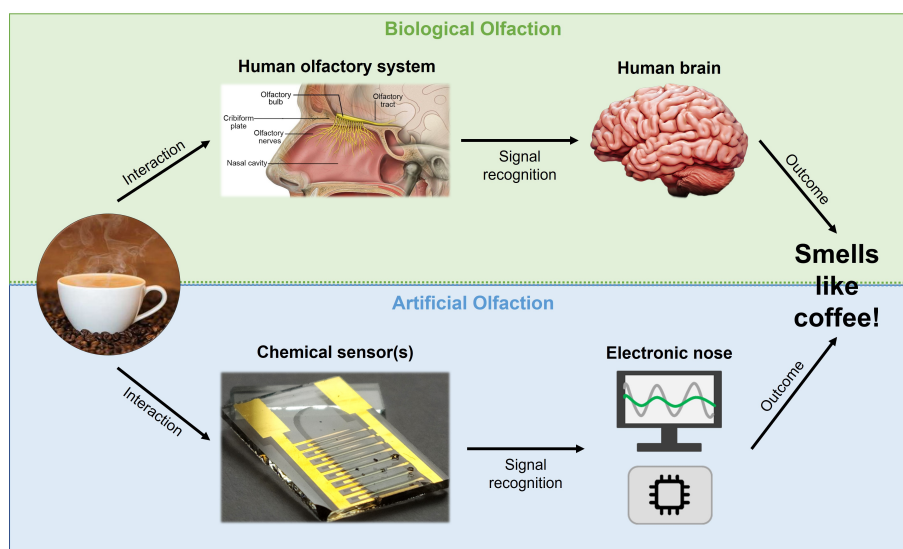 Biological Olfaction
Human olfactory system
Human brain
Olfactory
bulb
Olfactory
tract
Cribiform
plate
Olfactory
nerves
Nasal cavity
Interaction
Signal
recognition
Outcome
Smells
like
coffee!
Artificial Olfaction
Chemical sensor(s)
Electronic nose
Interaction
Signal
recognition
Outcome